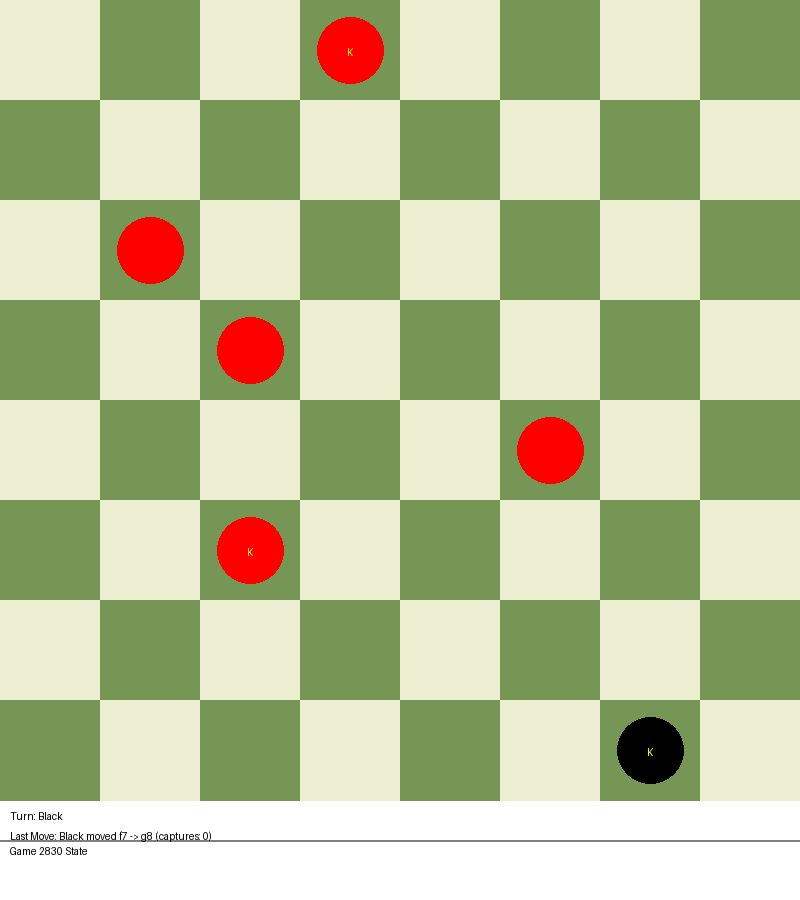 K
K
K
Turn: Black
Last Move: Black moved f7 -> g8 (captures: 0)
Game 2830 State